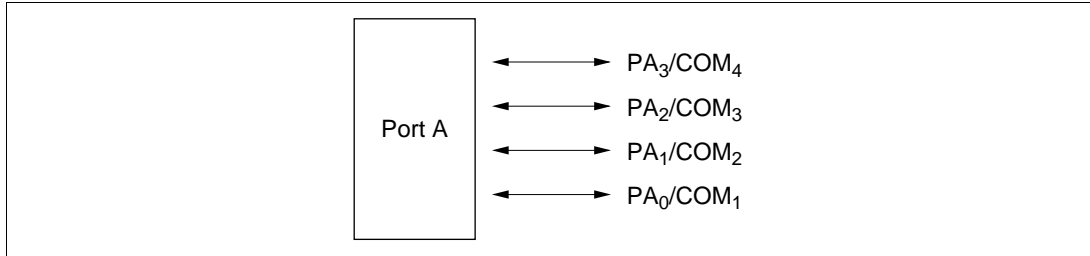 PA₃/COM₄
PA₂/COM₃
Port A
PA₁/COM₂
PA₀/COM₁